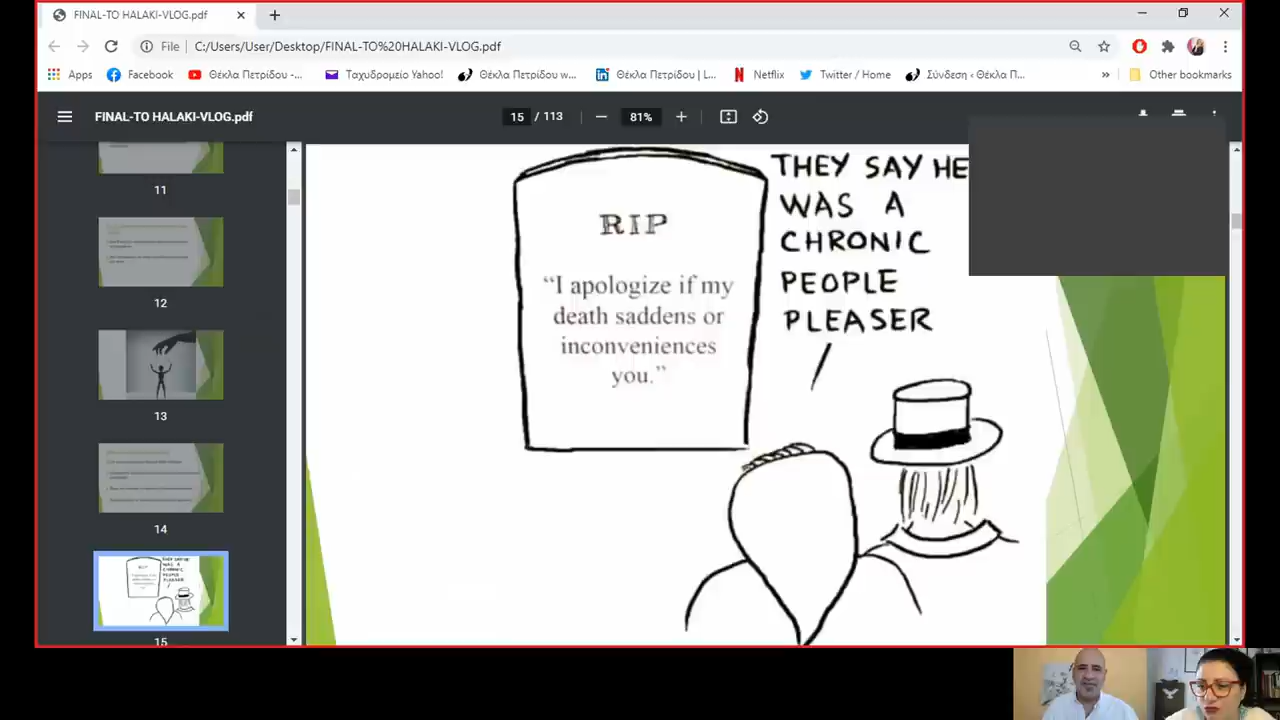 FINAL-TO HALAKI-VLOG.pdf
File
C:/Users/User/Desktop/FINAL-TO%20HALAKI-VLOG.pdf
Apps
Facebook
Θέκλα Πετρίδου -...
Ταχυδρομείο Yahoo!
Θέκλα Πετρίδου w...
Θέκλα Πετρίδου | L...
Netflix
Twitter / Home
Σύνδεση ‹ Θέκλα Π...
»
Other bookmarks
FINAL-TO HALAKI-VLOG.pdf
15 / 113
81%
11
12
13
14
15
RIP
“I apologize if my
death saddens or
inconveniences
you.”
THEY SAY HE
WAS A
CHRONIC
PEOPLE
PLEASER